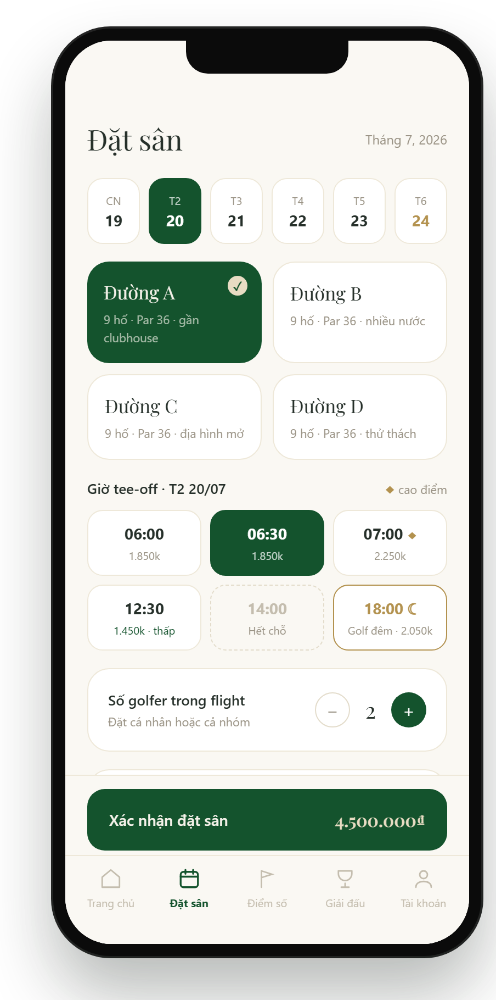 Đặt sân
Tháng 7, 2026
CN T2 T3 T4 T5 T6
19 20 21 22 23 24
Đường A ✓
9 hố · Par 36 · gần
clubhouse
Đường B
9 hố · Par 36 · nhiều nước
Đường C
9 hố · Par 36 · địa hình mở
Đường D
9 hố · Par 36 · thử thách
Giờ tee-off · T2 20/07
◆ cao điểm
06:00
1.850k
06:30
1.850k
07:00 ◆
2.250k
12:30
1.450k · thấp
14:00
Hết chỗ
18:00 ☾
Golf đêm · 2.050k
Số golfer trong flight
Đặt cá nhân hoặc cả nhóm
− 2 +
Xác nhận đặt sân
4.500.000₫
Trang chủ
Đặt sân
Điểm số
Giải đấu
Tài khoản